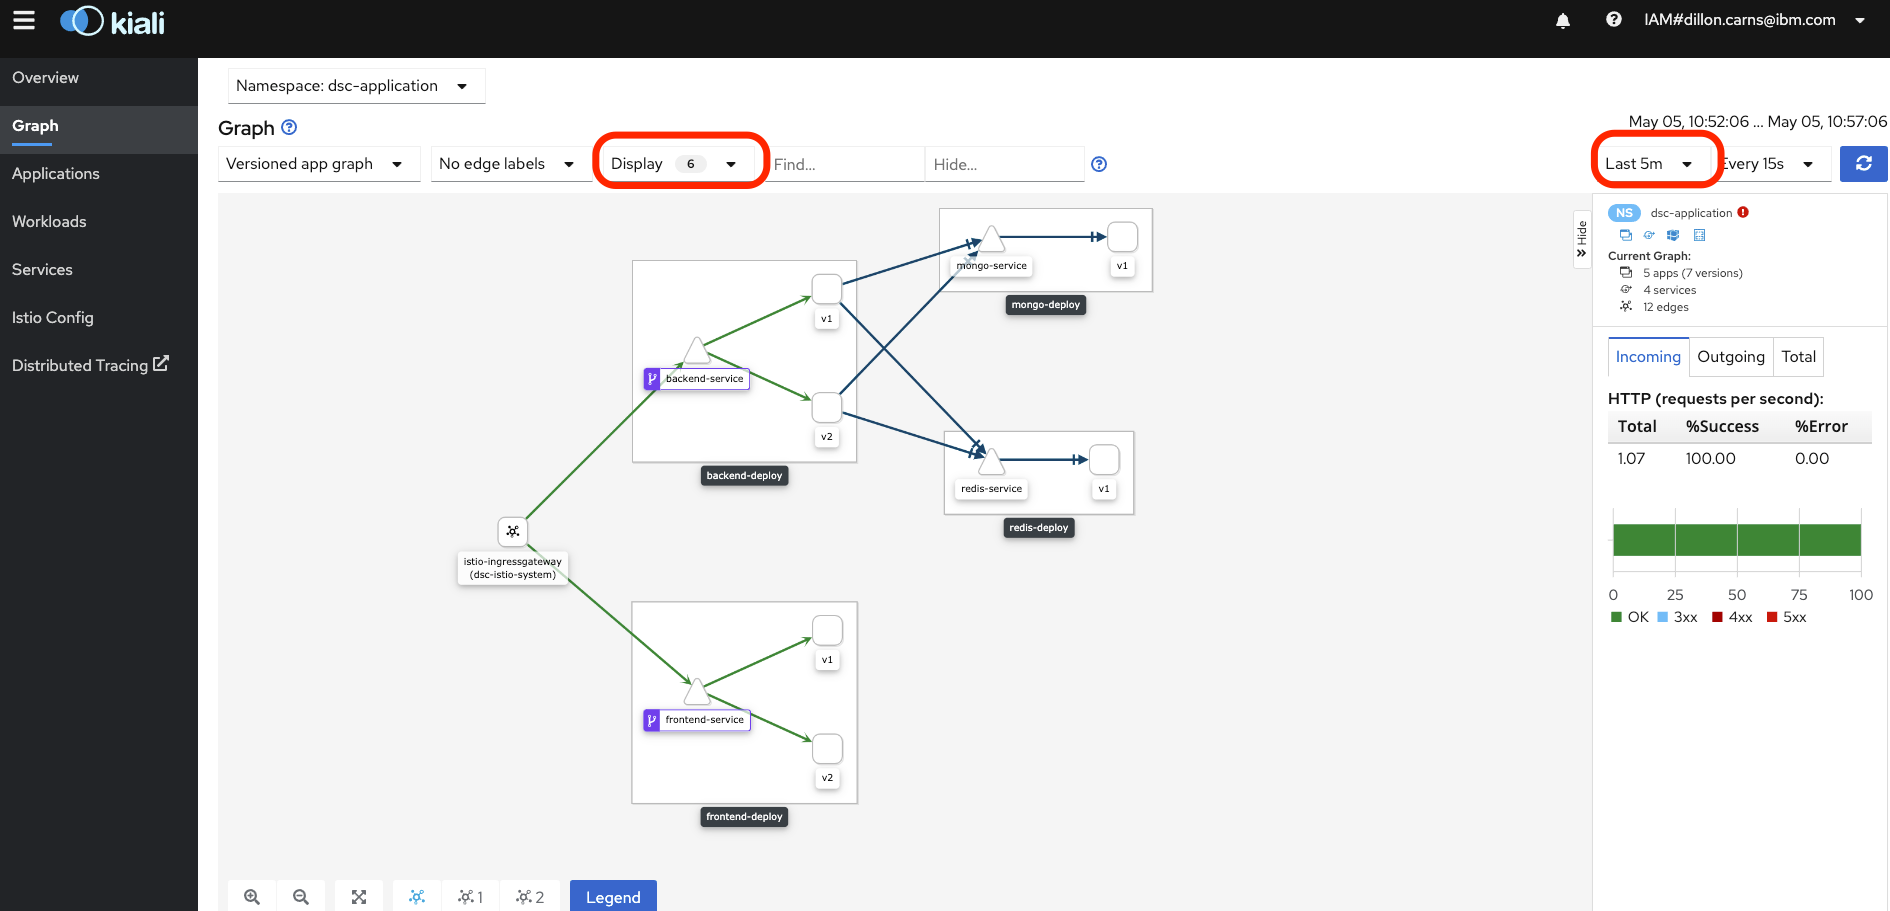 kiali
IAM#dillon.carns@ibm.com
Overview
Graph
Applications
Workloads
Services
Istio Config
Distributed Tracing
Namespace: dsc-application
Graph
May 05, 10:52:06 ... May 05, 10:57:06
Versioned app graph
No edge labels
Display 6
Find...
Hide...
Last 5m
Every 15s
mongo-service
v1
mongo-deploy
v1
backend-service
v2
backend-deploy
redis-service
v1
redis-deploy
istio-ingressgateway
(dsc-istio-system)
v1
frontend-service
v2
frontend-deploy
Hide
NS dsc-application
Current Graph:
5 apps (7 versions)
4 services
12 edges
Incoming Outgoing Total
HTTP (requests per second):
Total %Success %Error
1.07 100.00 0.00
0 25 50 75 100
OK 3xx 4xx 5xx
1
2
Legend